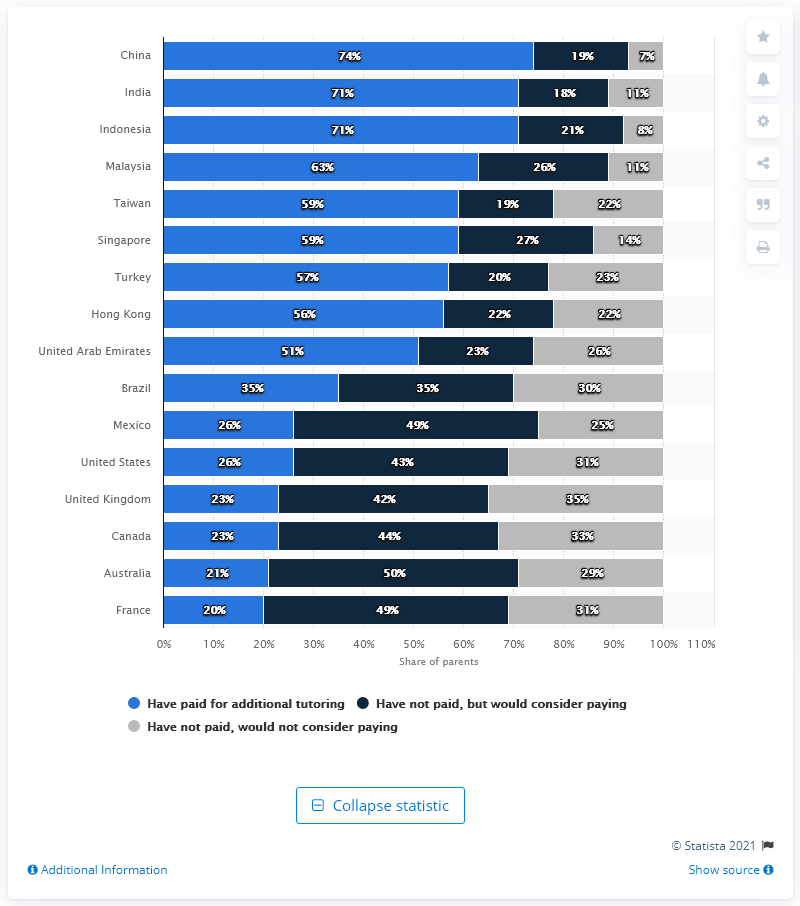 China 74% 19% 7%
India 71% 18% 11%
Indonesia 71% 21% 8%
Malaysia 63% 26% 11%
Taiwan 59% 19% 22%
Singapore 59% 27% 14%
Turkey 57% 20% 23%
Hong Kong 56% 22% 22%
United Arab Emirates 51% 23% 26%
Brazil 35% 35% 30%
Mexico 26% 49% 25%
United States 26% 43% 31%
United Kingdom 23% 42% 35%
Canada 23% 44% 33%
Australia 21% 50% 29%
France 20% 49% 31%
0% 10% 20% 30% 40% 50% 60% 70% 80% 90% 100% 110%
Share of parents
Have paid for additional tutoring Have not paid, but would consider paying
Have not paid, would not consider paying
Collapse statistic
© Statista 2021
Additional Information Show source